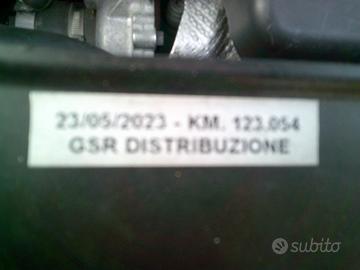 23/05/2023 - KM. 123.054
GSR DISTRIBUZIONE
subito